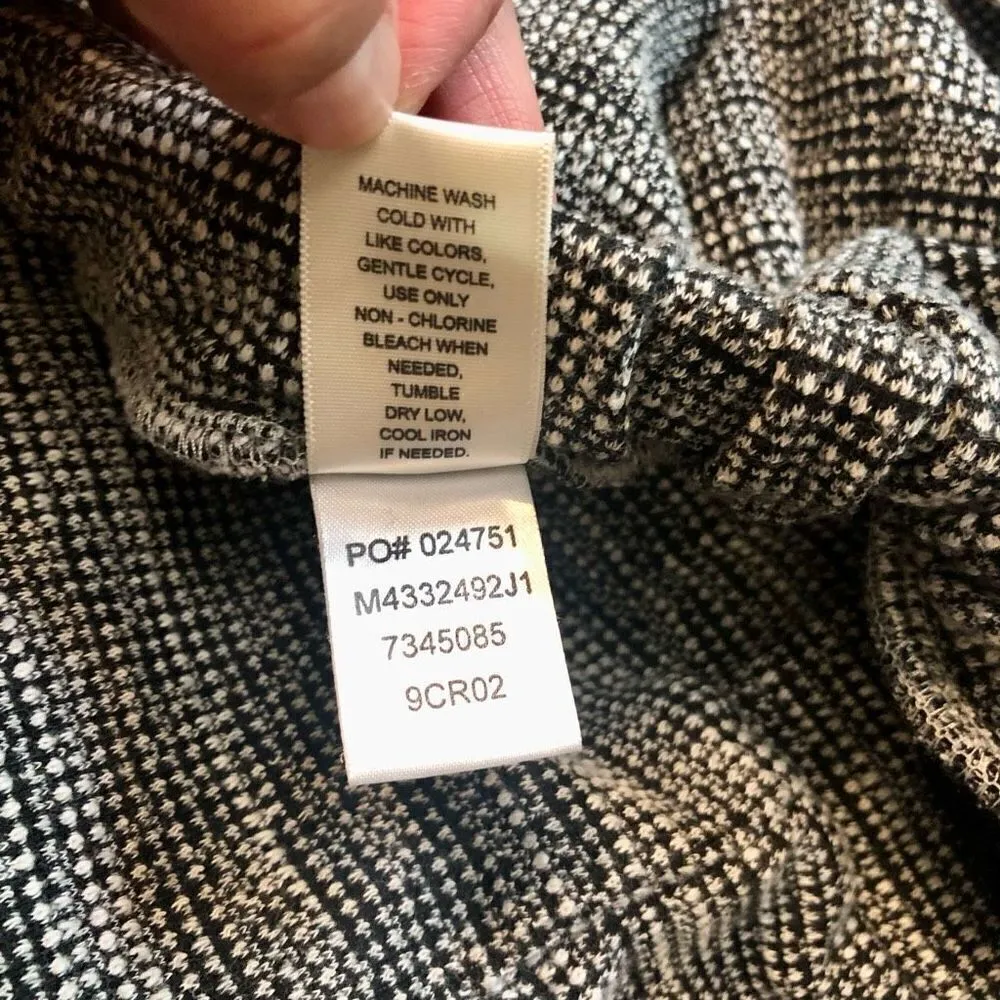 MACHINE WASH
COLD WITH
LIKE COLORS,
GENTLE CYCLE,
USE ONLY
NON - CHLORINE
BLEACH WHEN
NEEDED,
TUMBLE
DRY LOW,
COOL IRON
IF NEEDED.
PO# 024751
M4332492J1
7345085
9CR02